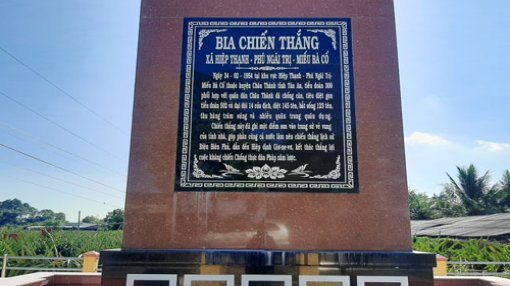 BIA CHIẾN THẮNG
XÃ HIỆP THẠNH - PHÚ NGÃI TRỊ - MIẾU BÀ CỐ
Ngày 24 - 02 - 1954 tại khu vực Hiệp Thạnh - Phú Ngãi Trị-
Miếu Bà Cố thuộc huyện Châu Thành tỉnh Tân An, tiểu đoàn 309
phối hợp với quân dân Châu Thành đã chống càn, tiêu diệt gọn
tiểu đoàn 502 và đại đội 14 của địch, diệt 145 tên, bắt sống 123 tên,
thu hàng trăm súng và nhiều quân trang quân dụng.
Chiến thắng này đã ghi một điểm son vào trang sử vẻ vang
của tỉnh nhà, góp phần cùng cả nước làm nên chiến thắng lịch sử
Điện Biên Phủ, dẫn đến Hiệp định Giơ-ne-vơ, kết thúc thắng lợi
cuộc kháng chiến Chống thực dân Pháp xâm lược.